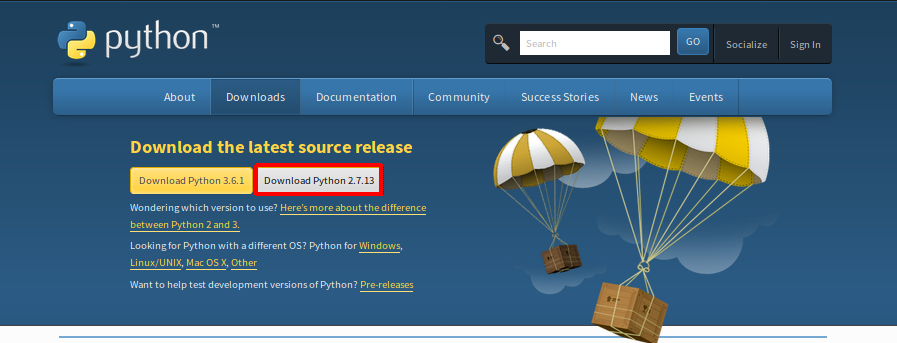 python™
Search
GO
Socialize
Sign In
About
Downloads
Documentation
Community
Success Stories
News
Events
Download the latest source release
Download Python 3.6.1
Download Python 2.7.13
Wondering which version to use? Here's more about the difference
between Python 2 and 3.
Looking for Python with a different OS? Python for Windows,
Linux/UNIX, Mac OS X, Other
Want to help test development versions of Python? Pre-releases